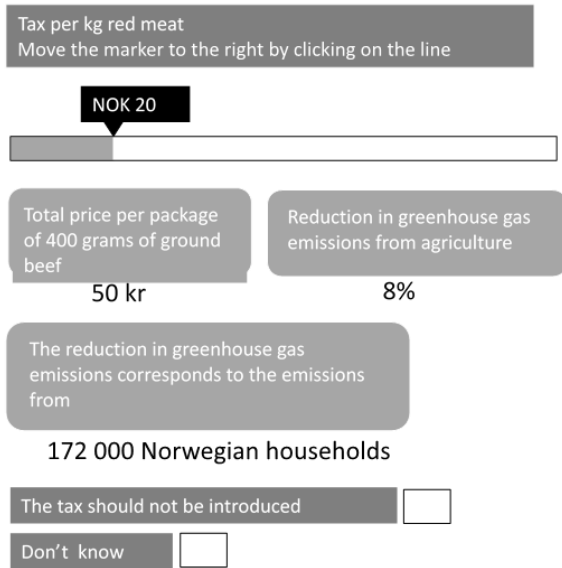 Tax per kg red meat
Move the marker to the right by clicking on the line
NOK 20
Total price per package
of 400 grams of ground
beef
50 kr
Reduction in greenhouse gas
emissions from agriculture
8%
The reduction in greenhouse gas
emissions corresponds to the emissions
from
172 000 Norwegian households
The tax should not be introduced
Don't  know